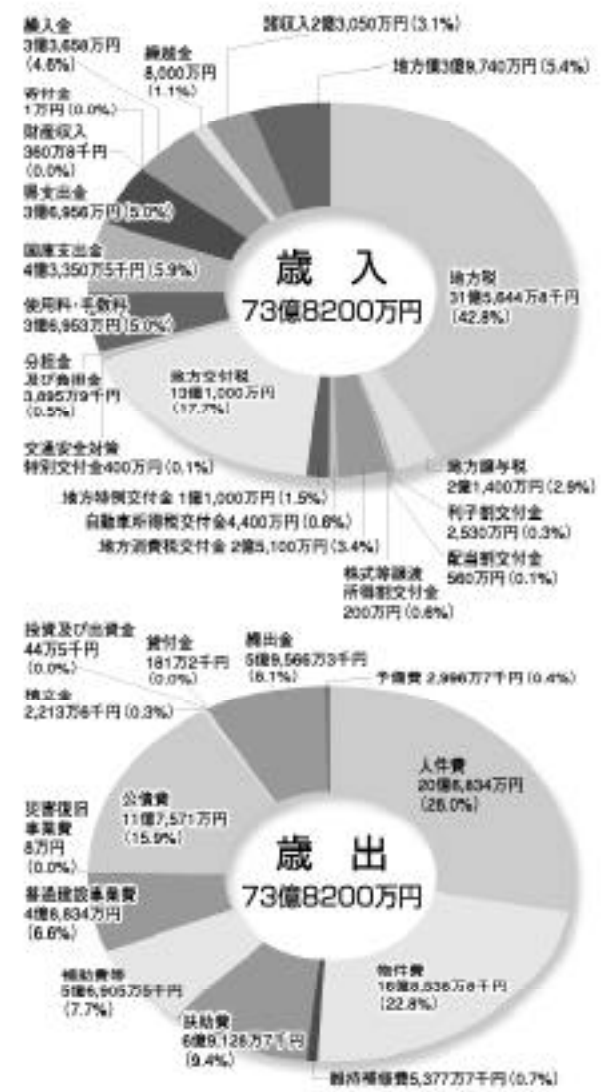 繰入金
3億3,658万円
(4.6%)
繰越金
8,000万円
(1.1%)
諸収入2億3,050万円(3.1%)
地方債3億9,740万円(5.4%)
寄付金
1万円(0.0%)
財産収入
360万8千円
(0.0%)
県支出金
3億6,956万円(5.0%)
国庫支出金
4億3,350万5千円(5.9%)
使用料・手数料
3億6,953万円(5.0%)
分担金
及び負担金
3,895万9千円
(0.5%)
交通安全対策
特別交付金400万円(0.1%)
歳 入
73億8200万円
地方税
31億5,644万8千円
(42.8%)
地方交付税
13億1,000万円
(17.7%)
地方特例交付金 1億1,000万円(1.5%)
自動車所得税交付金4,400万円(0.6%)
地方消費税交付金 2億5,100万円(3.4%)
地方譲与税
2億1,400万円(2.9%)
利子割交付金
2,530万円(0.3%)
配当割交付金
560万円(0.1%)
株式等譲渡
所得割交付金
200万円(0.6%)
投資及び出資金
44万5千円
(0.0%)
貸付金
181万2千円
(0.0%)
繰出金
5億9,566万3千円
(8.1%)
予備費 2,996万7千円(0.4%)
積立金
2,213万6千円(0.3%)
人件費
20億6,834万円
(28.0%)
公債費
11億7,571万円
(15.9%)
災害復旧
事業費
8万円
(0.0%)
歳 出
73億8200万円
普通建設事業費
4億8,834万円
(6.6%)
補助費等
5億6,905万5千円
(7.7%)
扶助費
6億9,126万7千円
(9.4%)
物件費
16億8,538万8千円
(22.8%)
維持補修費5,377万7千円(0.7%)